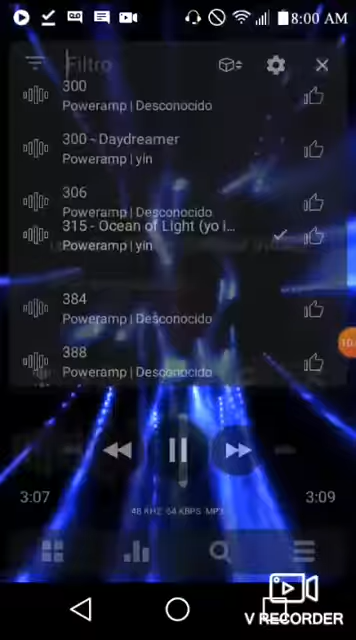 8:00 AM
Filtro
300
Poweramp | Desconocido
300 - Daydreamer
Poweramp | yin
306
Poweramp | Desconocido
315 - Ocean of Light (yo i...
Poweramp | yin
384
Poweramp | Desconocido
388
Poweramp | Desconocido
3:07
3:09
48 KHZ 64 KBPS MP3
V RECORDER